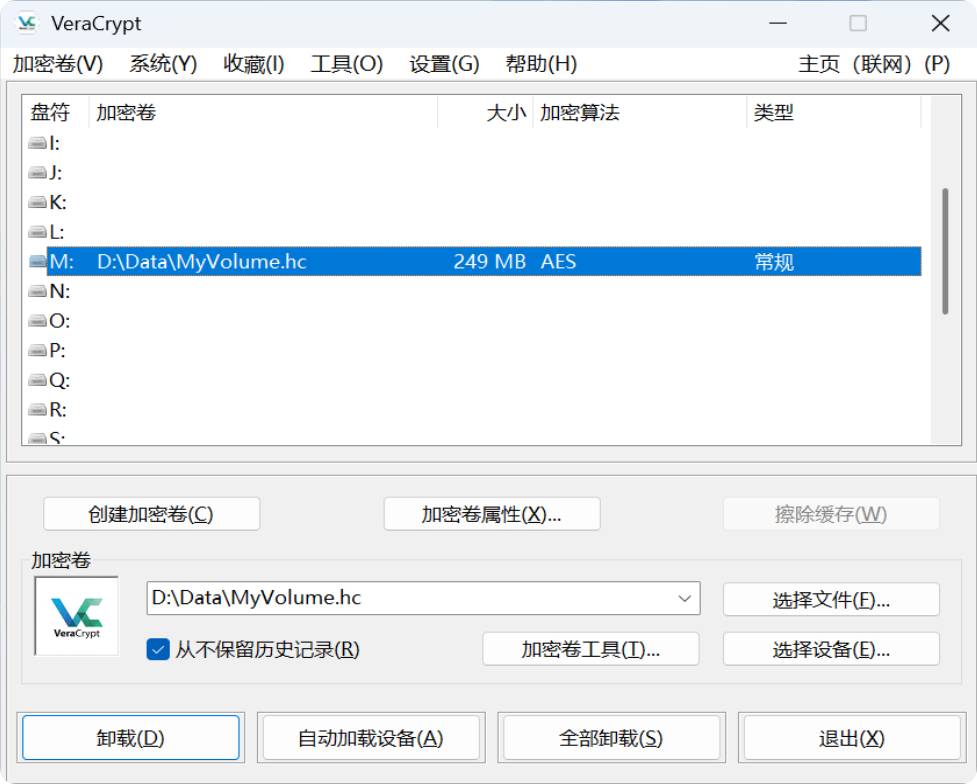 VeraCrypt
加密卷(V) 系统(Y) 收藏(I) 工具(O) 设置(G) 帮助(H) 主页（联网）(P)
盘符 加密卷 大小 加密算法 类型
I:
J:
K:
L:
M: D:\Data\MyVolume.hc 249 MB AES 常规
N:
O:
P:
Q:
R:
S:
创建加密卷(C) 加密卷属性(X)... 擦除缓存(W)
加密卷
VeraCrypt
D:\Data\MyVolume.hc 选择文件(F)...
从不保留历史记录(R) 加密卷工具(T)... 选择设备(E)...
卸载(D) 自动加载设备(A) 全部卸载(S) 退出(X)